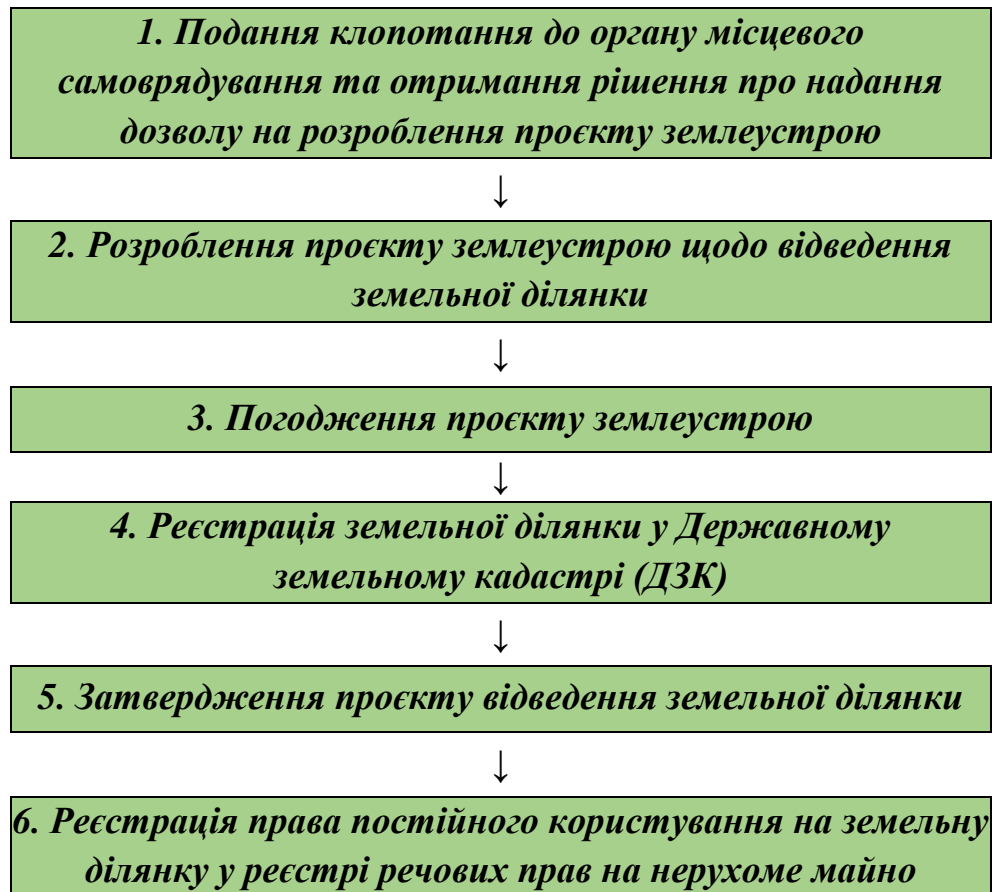 1. Подання клопотання до органу місцевого
самоврядування та отримання рішення про надання
дозволу на розроблення проєкту землеустрою
↓
2. Розроблення проєкту землеустрою щодо відведення
земельної ділянки
↓
3. Погодження проєкту землеустрою
↓
4. Реєстрація земельної ділянки у Державному
земельному кадастрі (ДЗК)
↓
5. Затвердження проєкту відведення земельної ділянки
↓
6. Реєстрація права постійного користування на земельну
ділянку у реєстрі речових прав на нерухоме майно